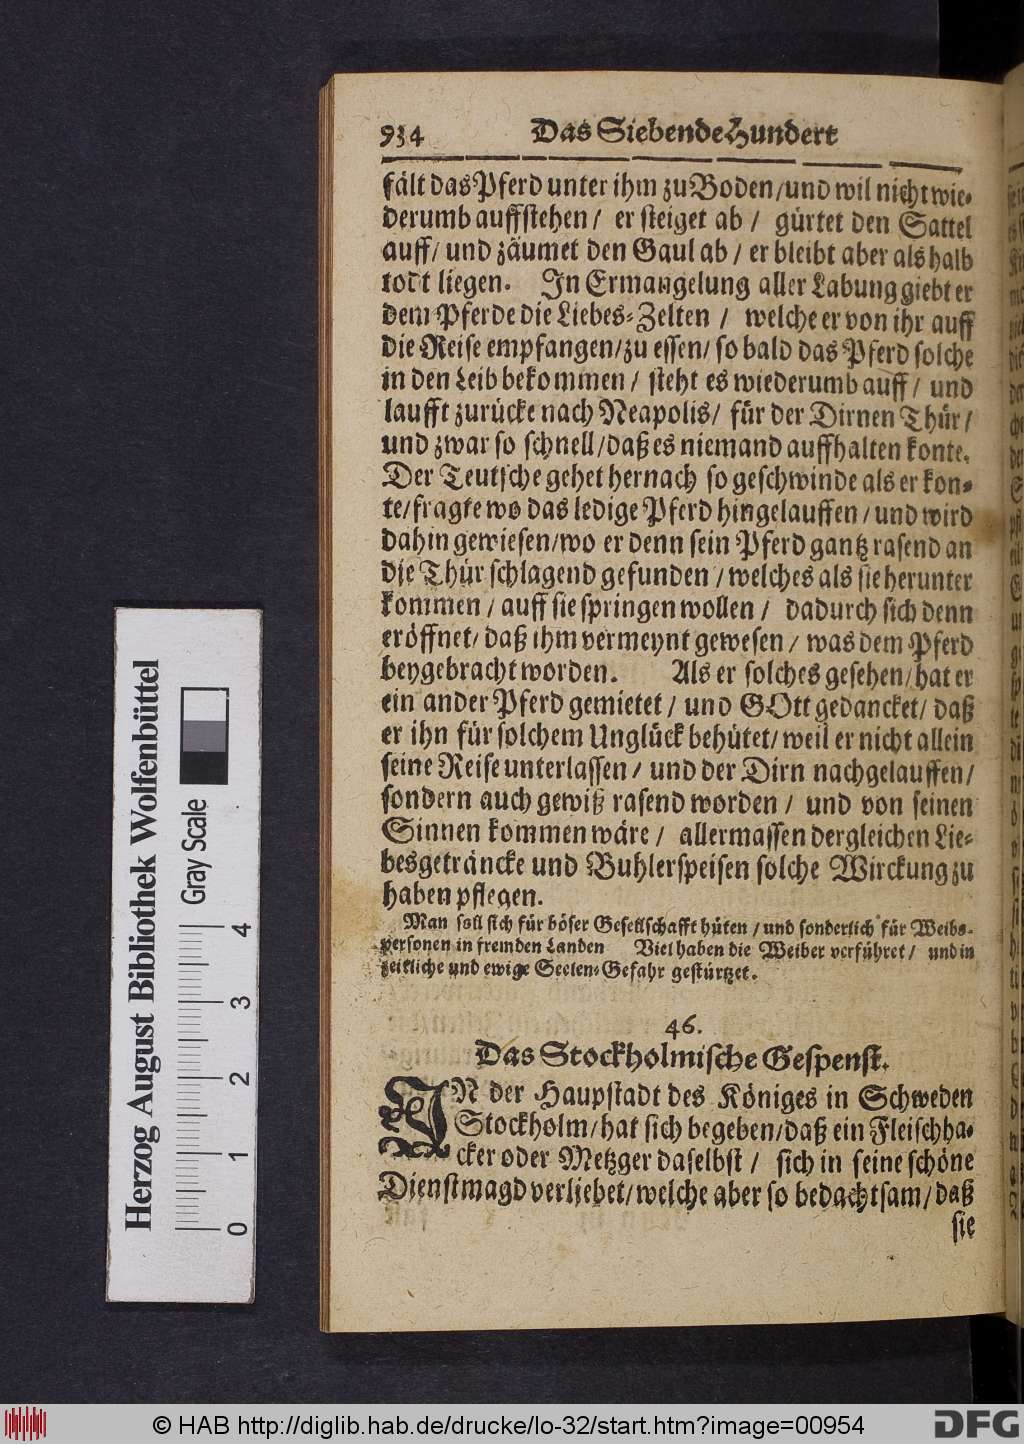 934 Das Siebende Hundert
fält das Pferd unter ihm zu Boden/und wil nicht wie-
derumb auffstehen/ er steiget ab/ gürtet den Sattel
auff/ und zäumet den Gaul ab/ er bleibt aber als halb
todt liegen. In Ermangelung aller Labung giebt er
dem Pferde die Liebes-Zelten/ welche er von ihr auff
die Reise empfangen/zu essen/ so bald das Pferd solche
in den Leib bekommen/ steht es wiederumb auff/ und
laufft zurücke nach Neapolis/ für der Dirnen Thür/
und zwar so schnell/daß es niemand auffhalten konte.
Der Teutsche gehet hernach so geschwinde als er kon-
te/fragte wo das ledige Pferd hingelauffen/und wird
dahin gewiesen/wo er denn sein Pferd gantz rasend an
die Thür schlagend gefunden/welches als sie herunter
kommen/auff sie springen wollen/ dadurch sich denn
eröffnet/ daß ihm vermeynt gewesen/ was dem Pferd
beygebracht worden. Als er solches gesehen/hat er
ein ander Pferd gemietet/ und GOtt gedancket/ daß
er ihn für solchem Unglück behütet/ weil er nicht allein
seine Reise unterlassen/ und der Dirn nachgelauffen/
sondern auch gewiß rasend worden/ und von seinen
Sinnen kommen wäre/ allermassen dergleichen Lie-
besgeträncke und Buhlerspeisen solche Wirckung zu
haben pflegen.
Man soll sich für böser Gesellschafft hüten/und sonderlich für Weibs-
personen in fremden Landen Viel haben die Weiber verführet/ und in
zeitliche und ewige Seelen-Gefahr gestürtzet.
46.
Das Stockholmische Gespenst.
IN der Haupstadt des Königes in Schweden
Stockholm/hat sich begeben/daß ein Fleischha-
cker oder Metzger daselbst/ sich in seine schöne
Dienstmagd verliebet/welche aber so bedachtsam/daß
sie
Herzog August Bibliothek Wolfenbüttel
Gray Scale
0 1 2 3 4
© HAB http://diglib.hab.de/drucke/lo-32/start.htm?image=00954
DFG